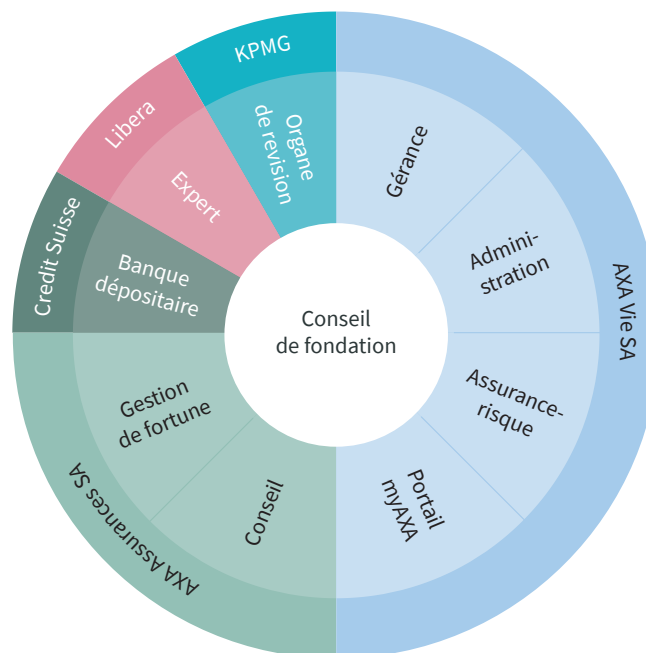 KPMG
Organe
de revision
Libera
Expert
Credit Suisse
Banque
dépositaire
Gérance
Admini-
stration
AXA Vie SA
Assurance-
risque
Portail
myAXA
Conseil
de fondation
Gestion
de fortune
Conseil
AXA Assurances SA